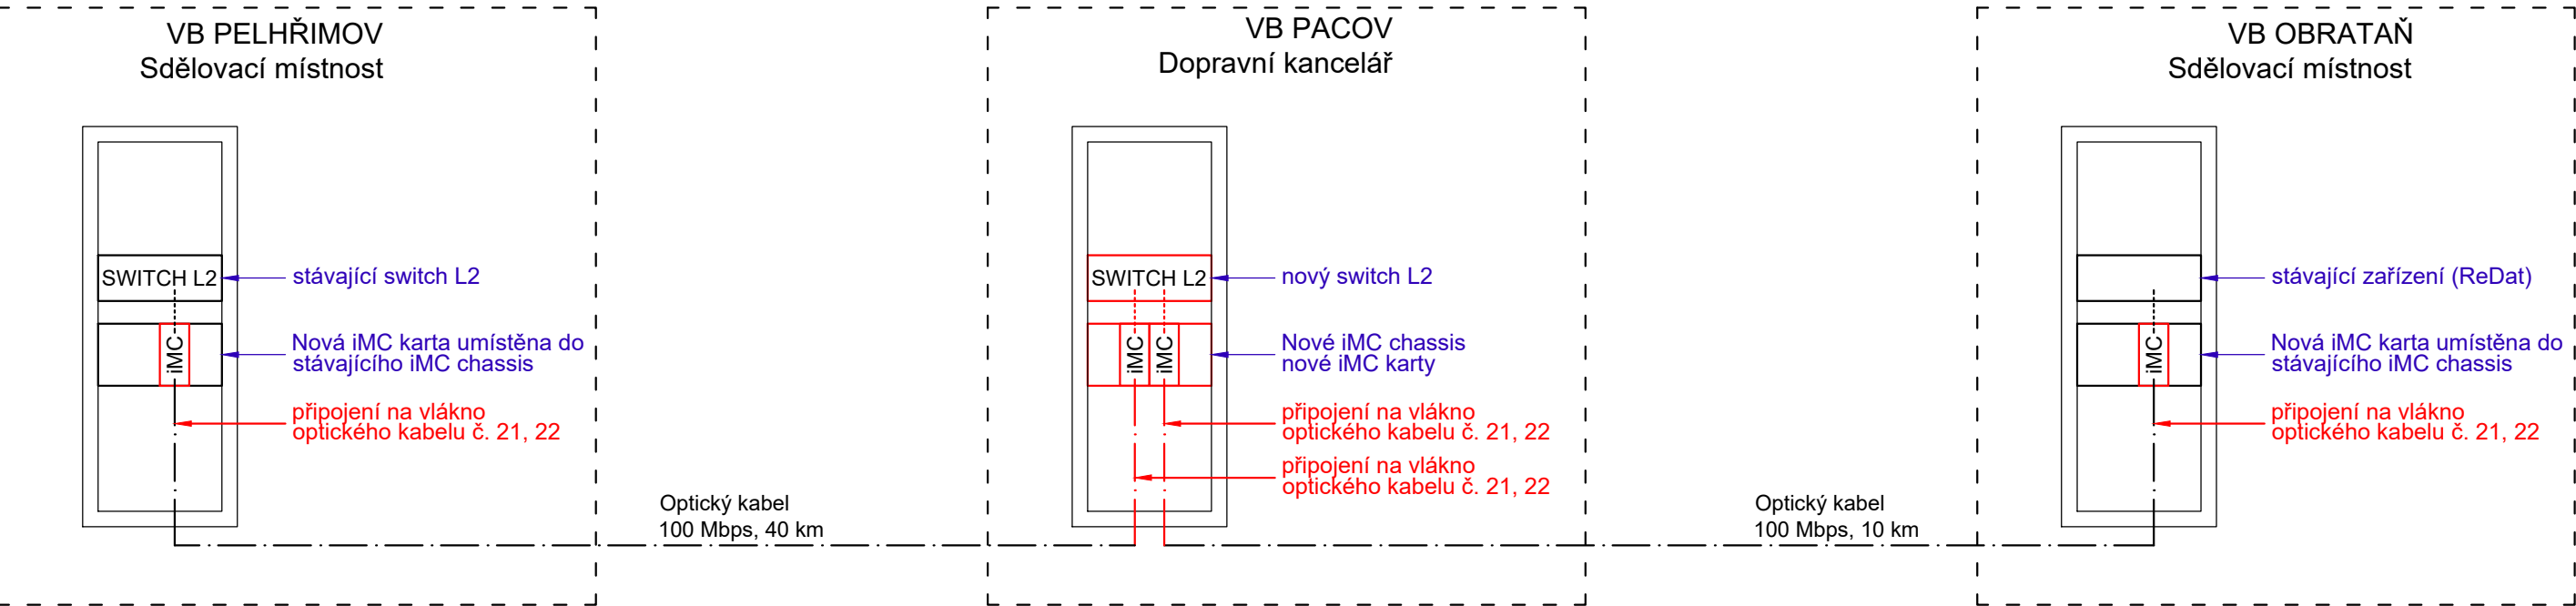 VB PELHŘIMOV
Sdělovací místnost
SWITCH L2
stávající switch L2
iMC
Nová iMC karta umístěna do
stávajícího iMC chassis
připojení na vlákno
optického kabelu č. 21, 22
Optický kabel
100 Mbps, 40 km
VB PACOV
Dopravní kancelář
SWITCH L2
nový switch L2
iMC
iMC
Nové iMC chassis
nové iMC karty
připojení na vlákno
optického kabelu č. 21, 22
připojení na vlákno
optického kabelu č. 21, 22
Optický kabel
100 Mbps, 10 km
VB OBRATAŇ
Sdělovací místnost
stávající zařízení (ReDat)
iMC
Nová iMC karta umístěna do
stávajícího iMC chassis
připojení na vlákno
optického kabelu č. 21, 22